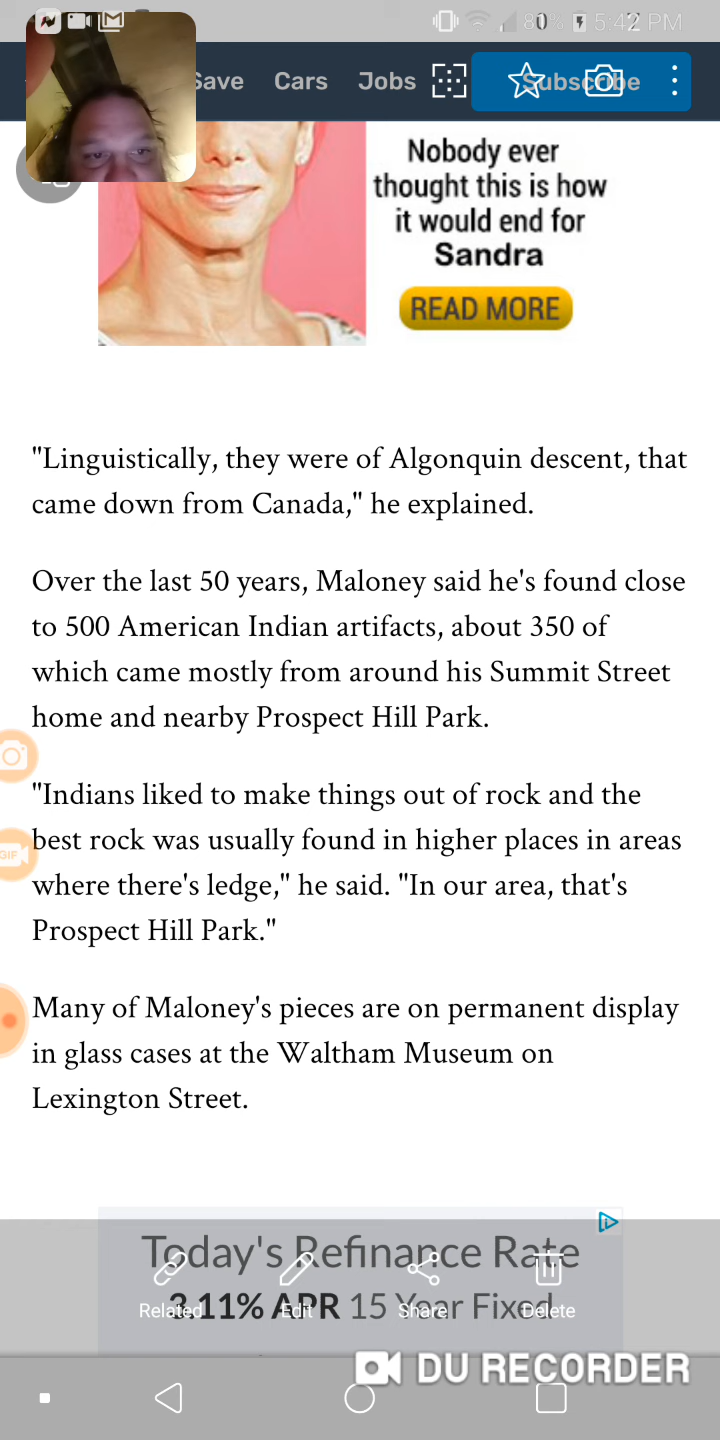 5:42 PM
Save Cars Jobs Subscribe
Nobody ever
thought this is how
it would end for
Sandra
READ MORE
"Linguistically, they were of Algonquin descent, that
came down from Canada," he explained.
Over the last 50 years, Maloney said he's found close
to 500 American Indian artifacts, about 350 of
which came mostly from around his Summit Street
home and nearby Prospect Hill Park.
"Indians liked to make things out of rock and the
best rock was usually found in higher places in areas
GIF
where there's ledge," he said. "In our area, that's
Prospect Hill Park."
Many of Maloney's pieces are on permanent display
in glass cases at the Waltham Museum on
Lexington Street.
Today's Refinance Rate
3.11% APR 15 Year Fixed
Related Edit Share Delete
DU RECORDER